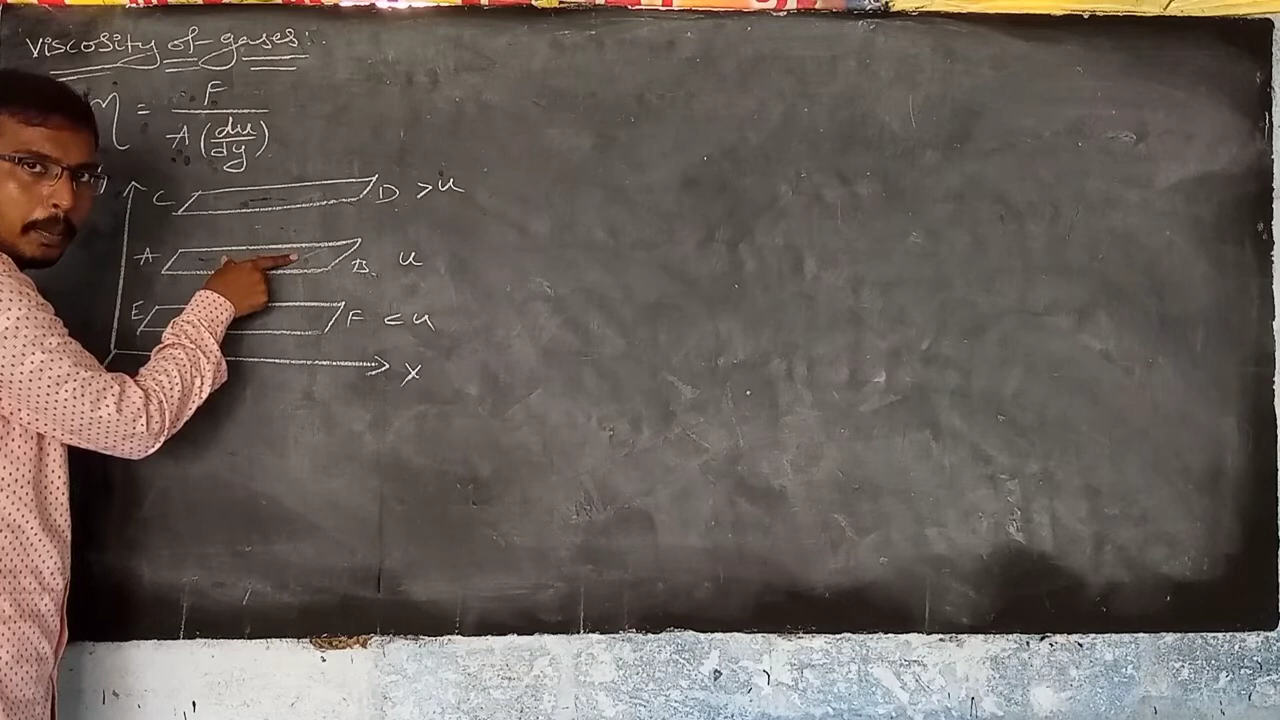 Viscosity of gases:
η = F / A (du/dy)
C D >u
A B. u
E F <u
X